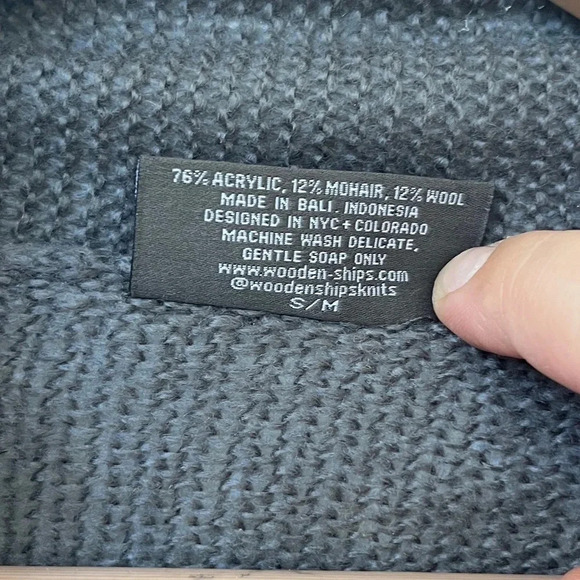 76% ACRYLIC, 12% MOHAIR, 12% WOOL
MADE IN BALI, INDONESIA
DESIGNED IN NYC + COLORADO
MACHINE WASH DELICATE,
GENTLE SOAP ONLY
www.wooden-ships.com
@woodenshipsknits
S/M